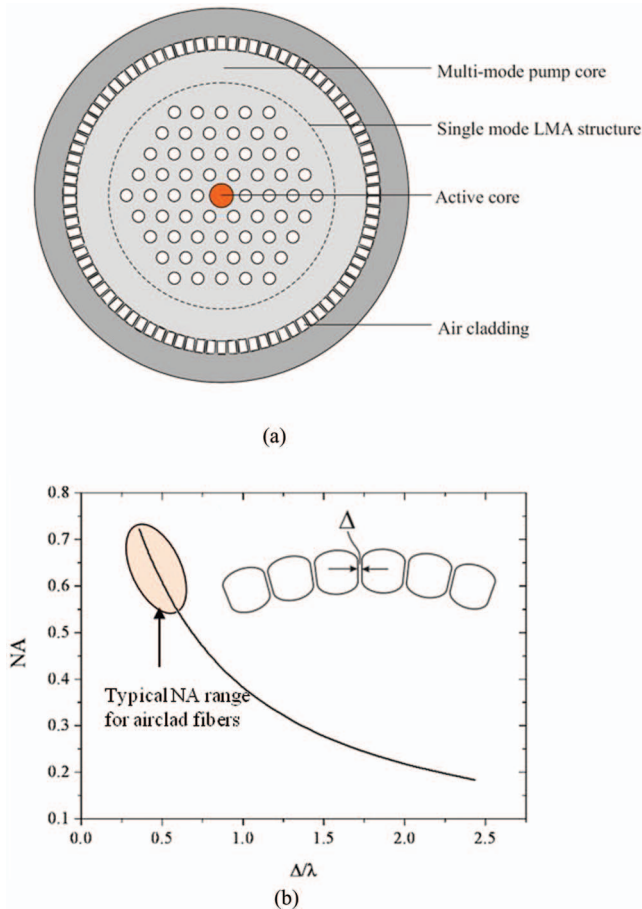 Multi-mode pump core
Single mode LMA structure
Active core
Air cladding
(a)
0.8
0.7
0.6
0.5
0.4
0.3
0.2
0.1
NA
Δ
Typical NA range
for airclad fibers
0.0 0.5 1.0 1.5 2.0 2.5
Δ/λ
(b)